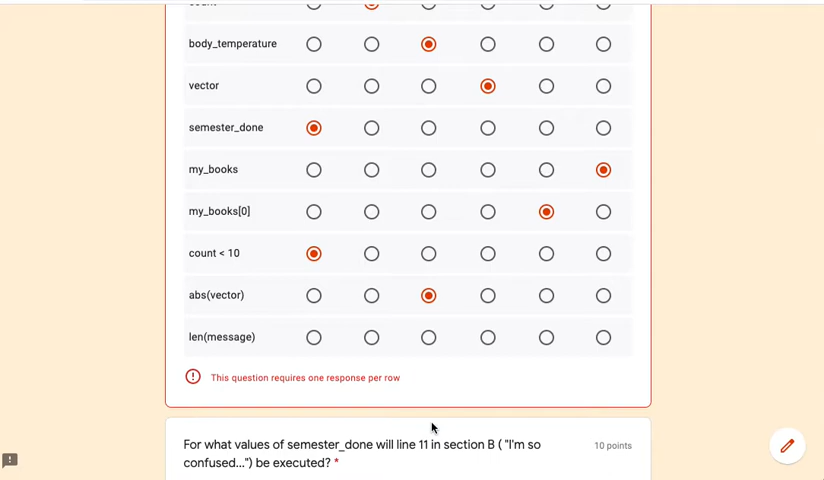 count
body_temperature
vector
semester_done
my_books
my_books[0]
count < 10
abs(vector)
len(message)
This question requires one response per row
For what values of semester_done will line 11 in section B ( "I'm so 10 points
confused...") be executed? *